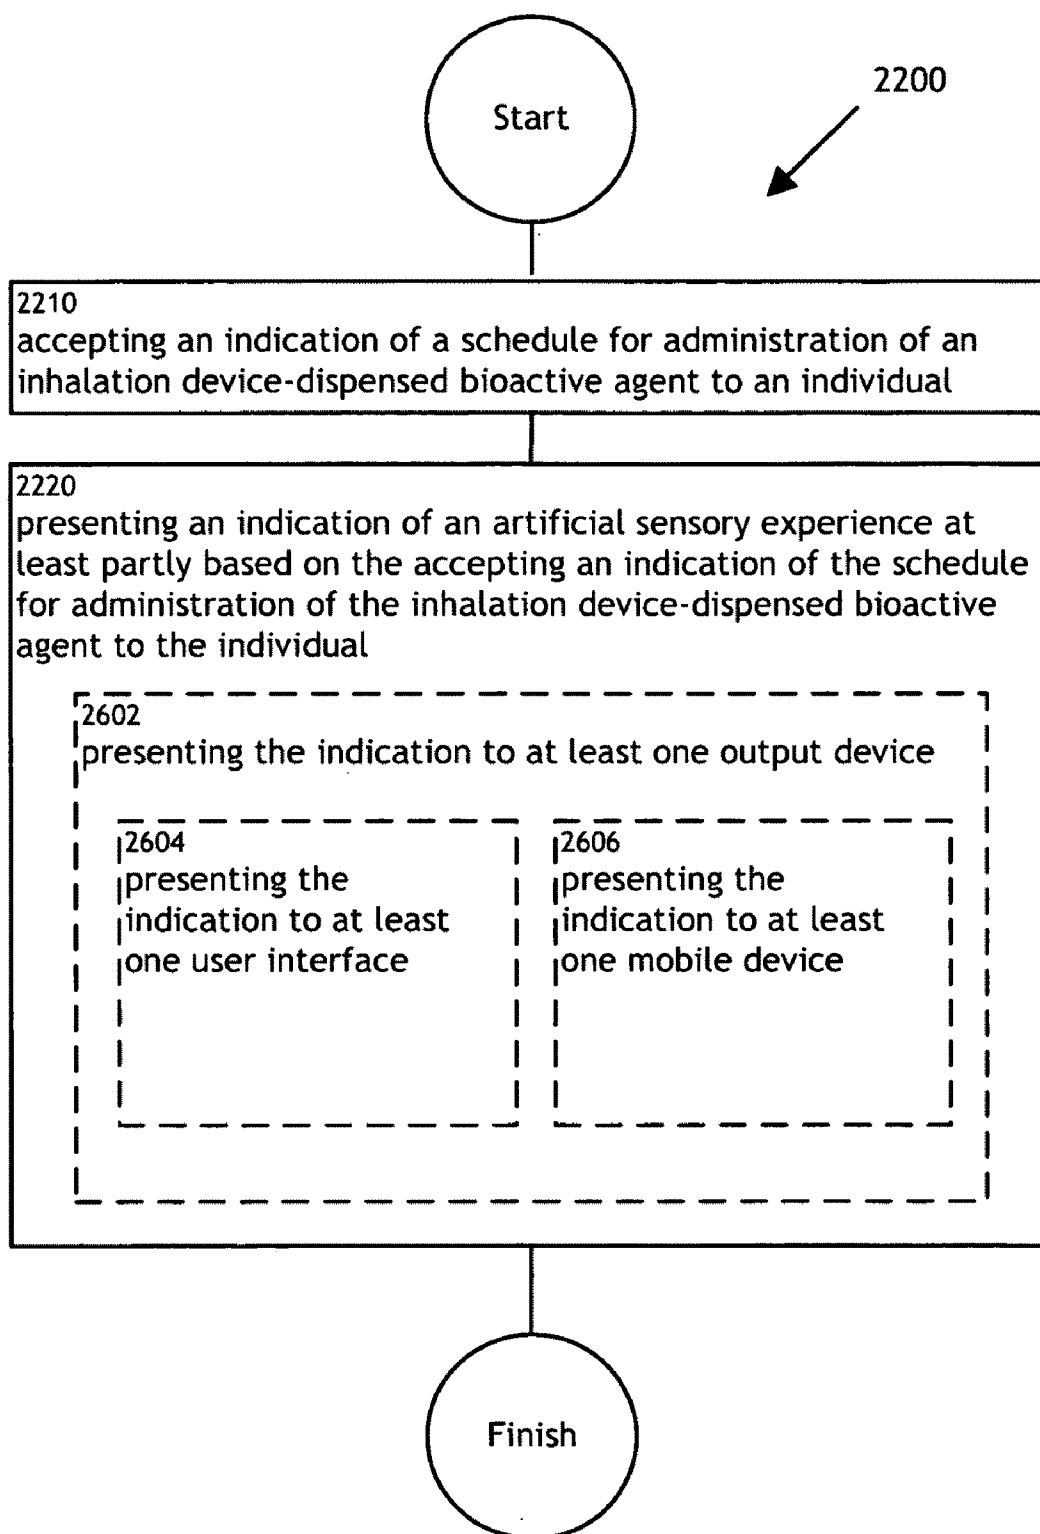 Start
2200
2210
accepting an indication of a schedule for administration of an
inhalation device-dispensed bioactive agent to an individual
2220
presenting an indication of an artificial sensory experience at
least partly based on the accepting an indication of the schedule
for administration of the inhalation device-dispensed bioactive
agent to the individual
2602
presenting the indication to at least one output device
2604
presenting the
indication to at least
one user interface
2606
presenting the
indication to at least
one mobile device
Finish